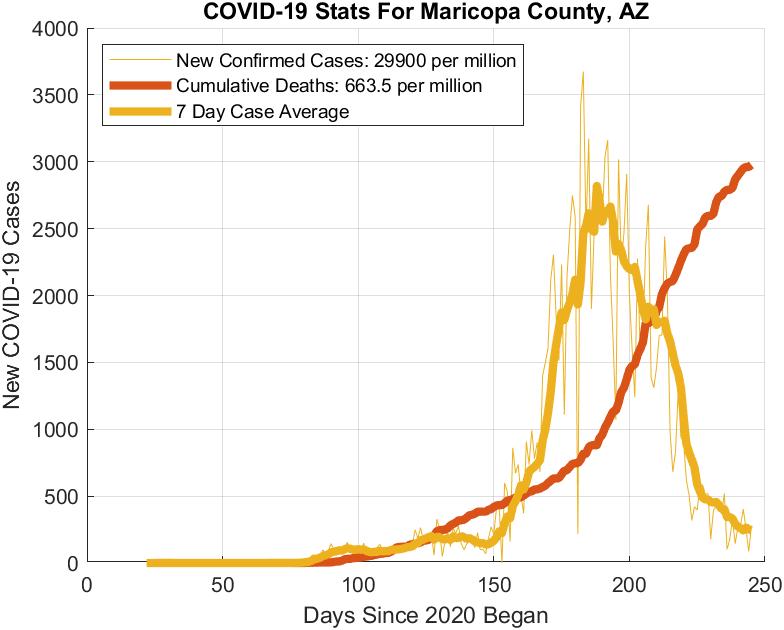 COVID-19 Stats For Maricopa County, AZ
4000
3500
3000
2500
2000
1500
1000
500
0
New COVID-19 Cases
New Confirmed Cases: 29900 per million
Cumulative Deaths: 663.5 per million
7 Day Case Average
0 50 100 150 200 250
Days Since 2020 Began